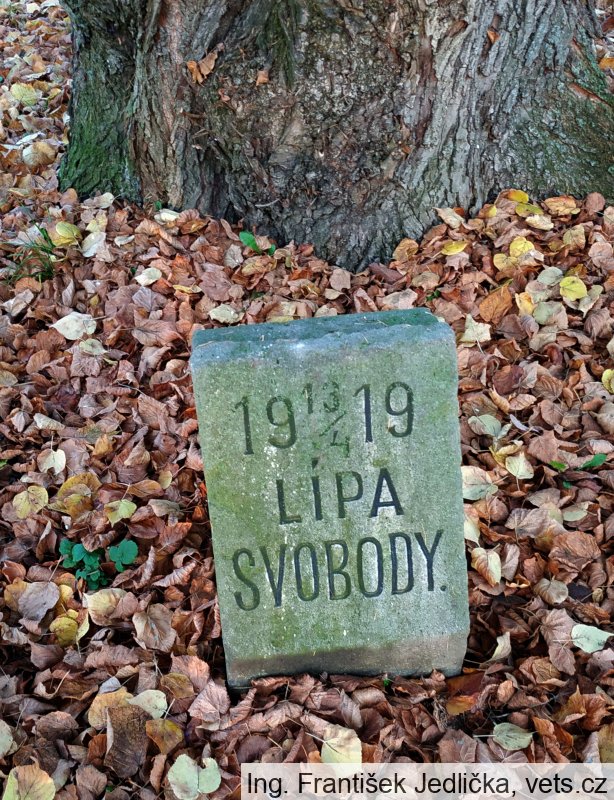 19 13/4 19
LÍPA
SVOBODY.
Ing. František Jedlička, vets.cz